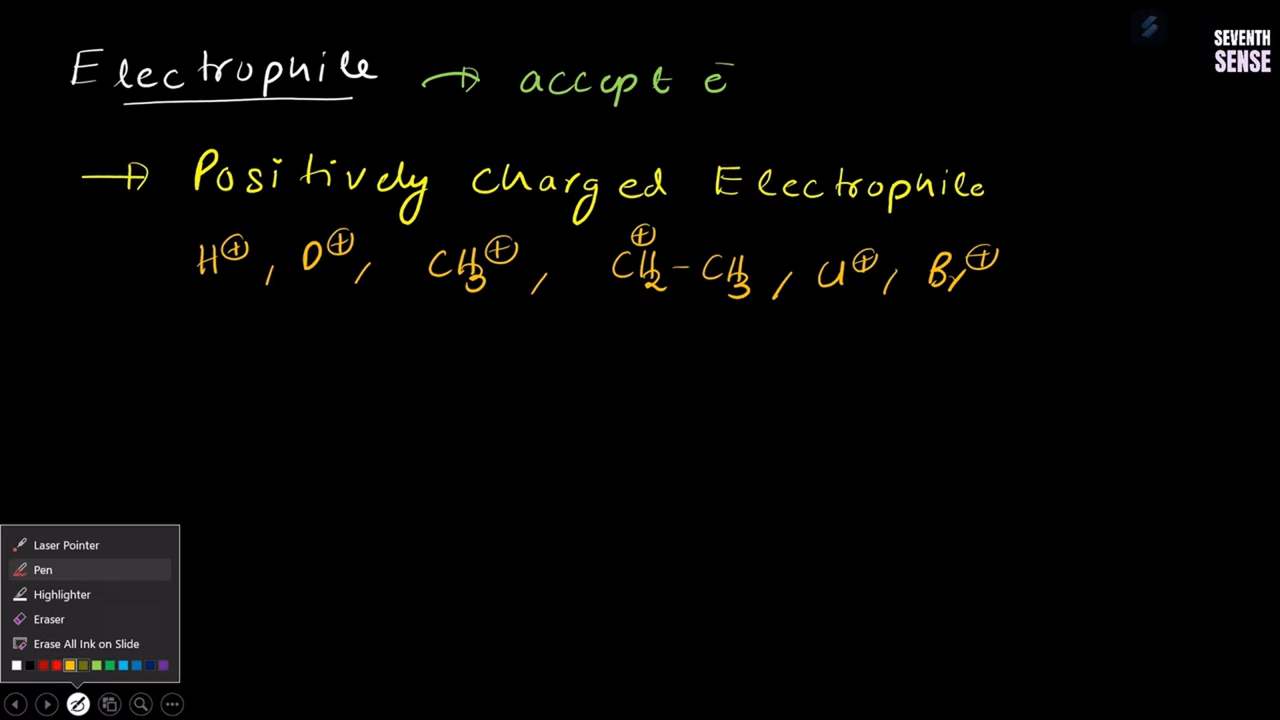 SEVENTH
SENSE
Electrophile → accept e⁻
→ Positively charged Electrophile
H⊕, D⊕, CH₃⊕, C⊕H₂-CH₃, Cl⊕, Br⊕
Laser Pointer
Pen
Highlighter
Eraser
Erase All Ink on Slide